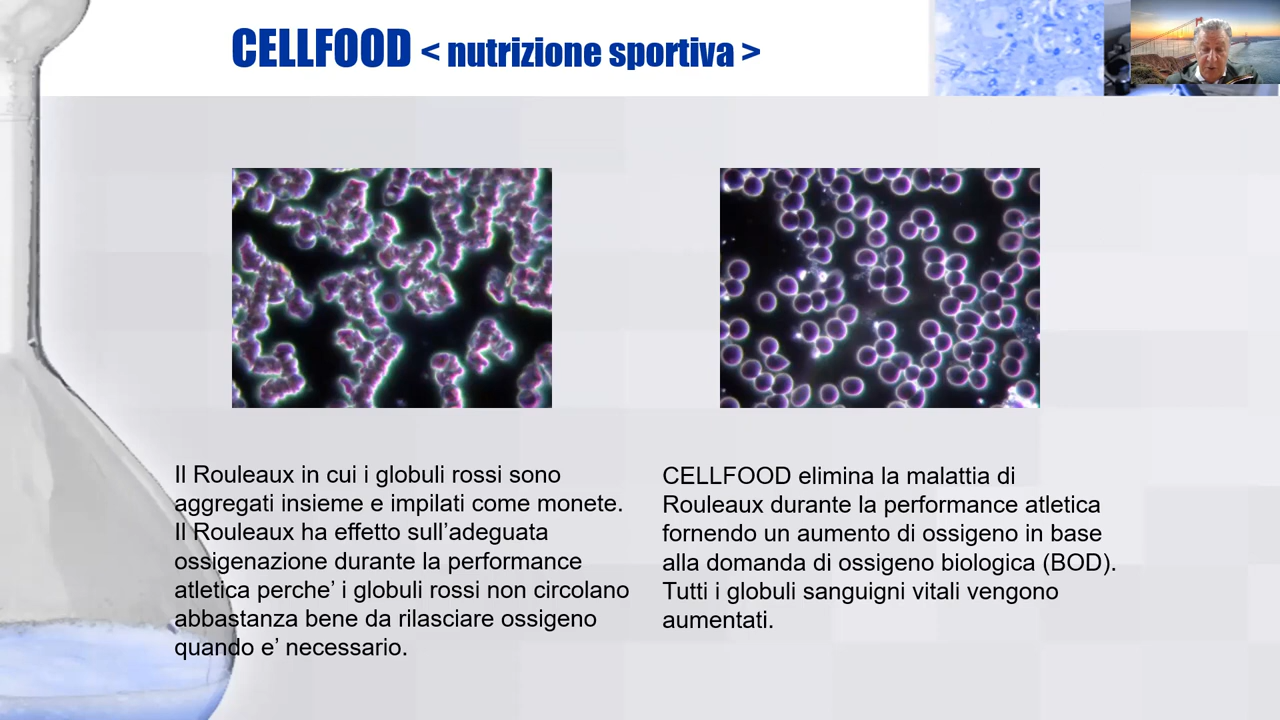 CELLFOOD < nutrizione sportiva >
Il Rouleaux in cui i globuli rossi sono
aggregati insieme e impilati come monete.
Il Rouleaux ha effetto sull’adeguata
ossigenazione durante la performance
atletica perche’ i globuli rossi non circolano
abbastanza bene da rilasciare ossigeno
quando e’ necessario.
CELLFOOD elimina la malattia di
Rouleaux durante la performance atletica
fornendo un aumento di ossigeno in base
alla domanda di ossigeno biologica (BOD).
Tutti i globuli sanguigni vitali vengono
aumentati.